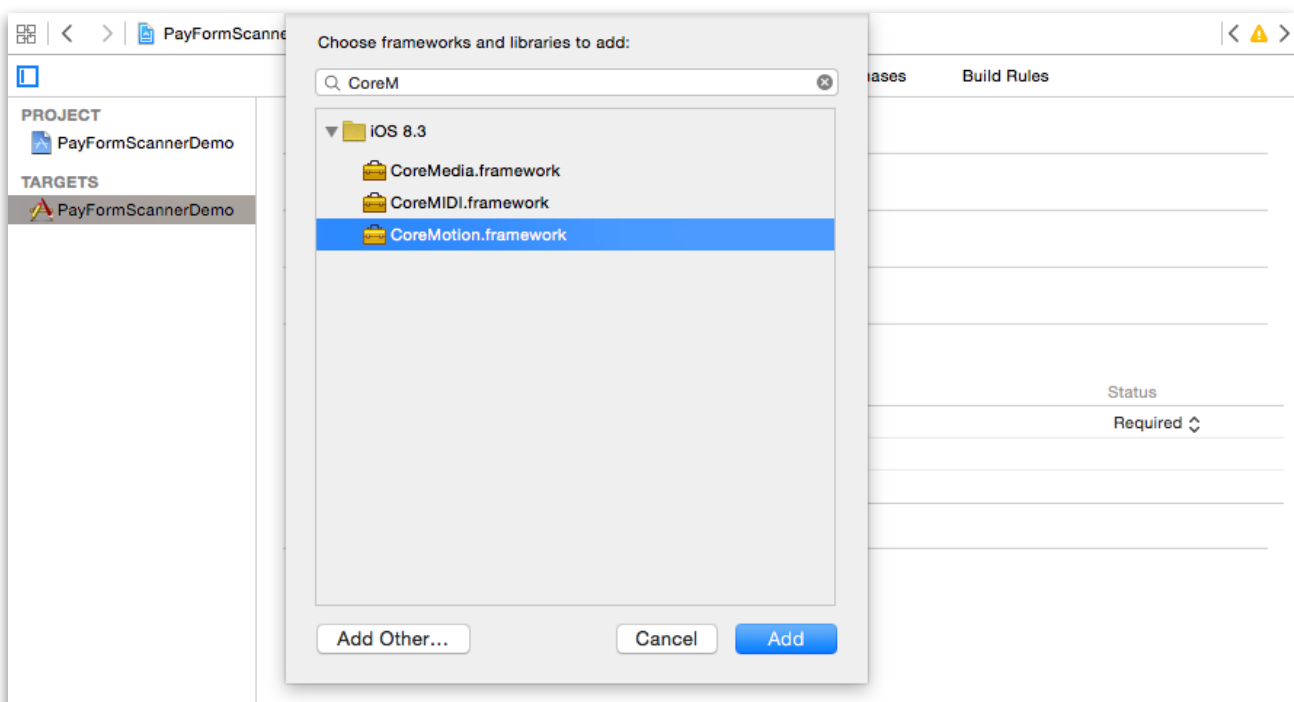 PayFormScanne
Choose frameworks and libraries to add:
CoreM
ases Build Rules
PROJECT
PayFormScannerDemo
TARGETS
PayFormScannerDemo
iOS 8.3
CoreMedia.framework
CoreMIDI.framework
CoreMotion.framework
Status
Required
Add Other...
Cancel
Add